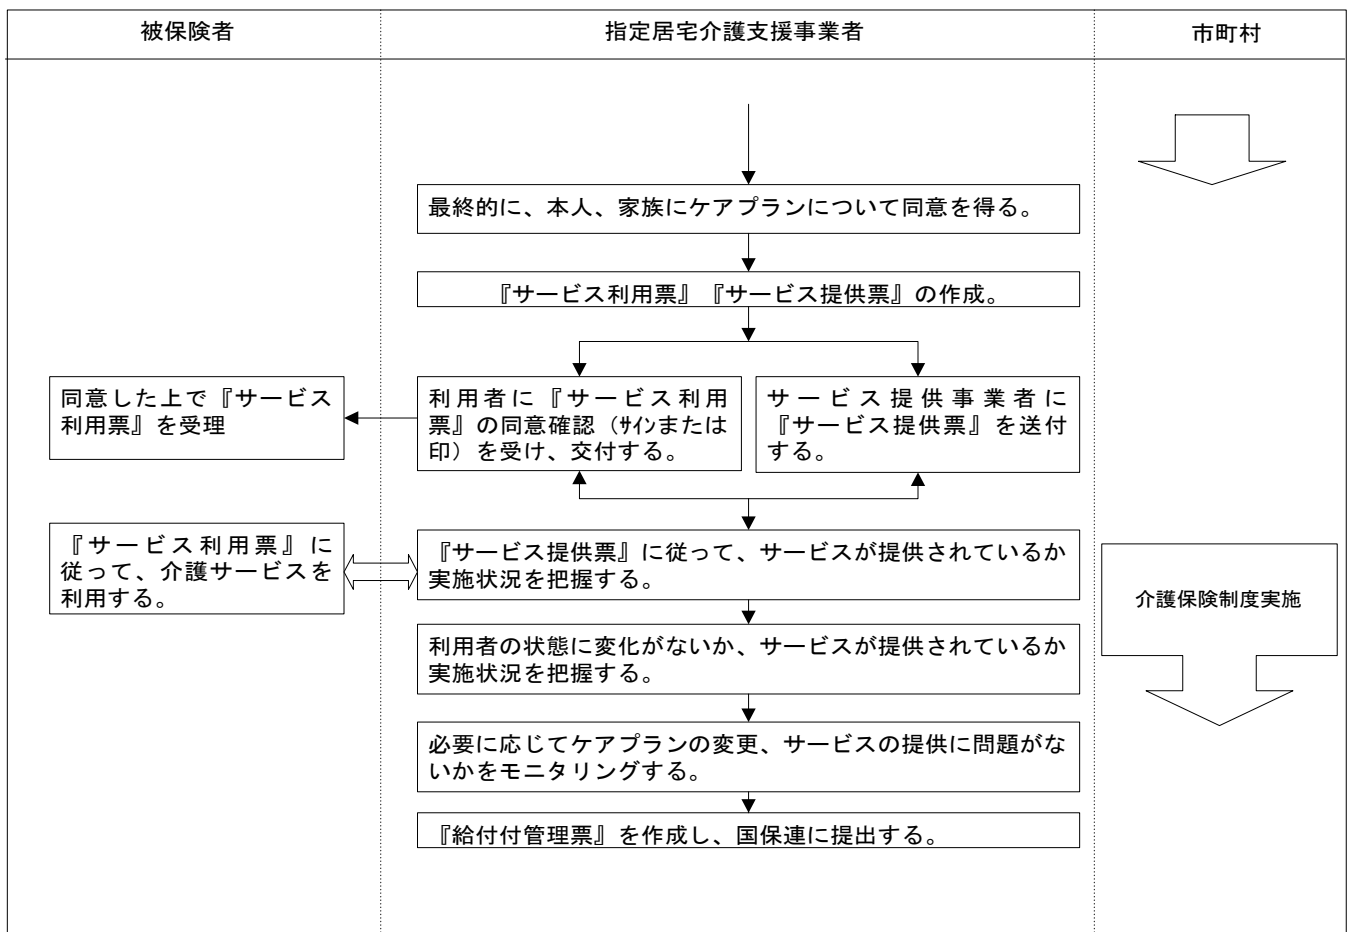 被保険者
指定居宅介護支援事業者
市町村
最終的に、本人、家族にケアプランについて同意を得る。
『サービス利用票』『サービス提供票』の作成。
同意した上で『サービス
利用票』を受理
利用者に『サービス利用
票』の同意確認（ｻｲﾝまたは
印）を受け、交付する。
サービス提供事業者に
『サービス提供票』を送付
する。
『サービス利用票』に
従って、介護サービスを
利用する。
『サービス提供票』に従って、サービスが提供されているか
実施状況を把握する。
介護保険制度実施
利用者の状態に変化がないか、サービスが提供されているか
実施状況を把握する。
必要に応じてケアプランの変更、サービスの提供に問題がな
いかをモニタリングする。
『給付付管理票』を作成し、国保連に提出する。